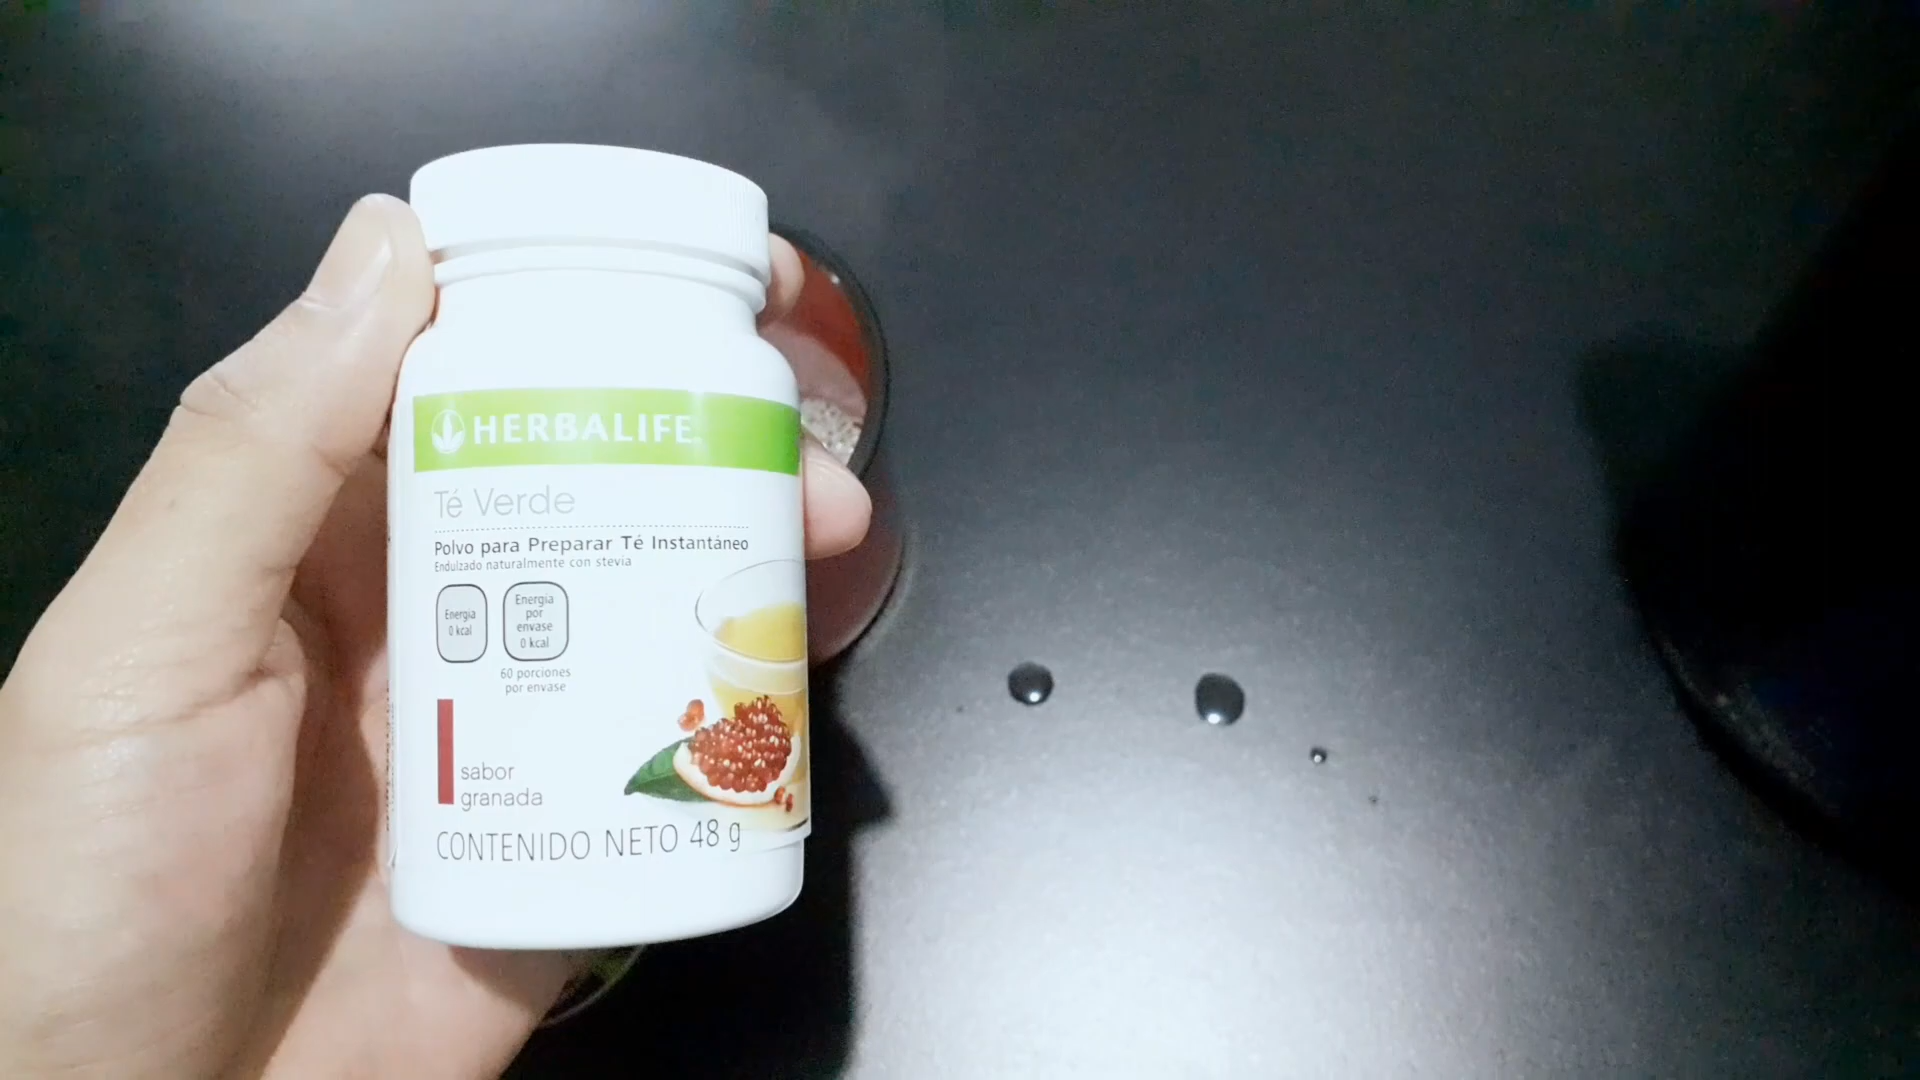 HERBALIFE
Té Verde
Polvo para Preparar Té Instantáneo
Endulzado naturalmente con stevia
Energía
0 kcal
Energía
por
envase
0 kcal
60 porciones
por envase
sabor
granada
CONTENIDO NETO 48 g